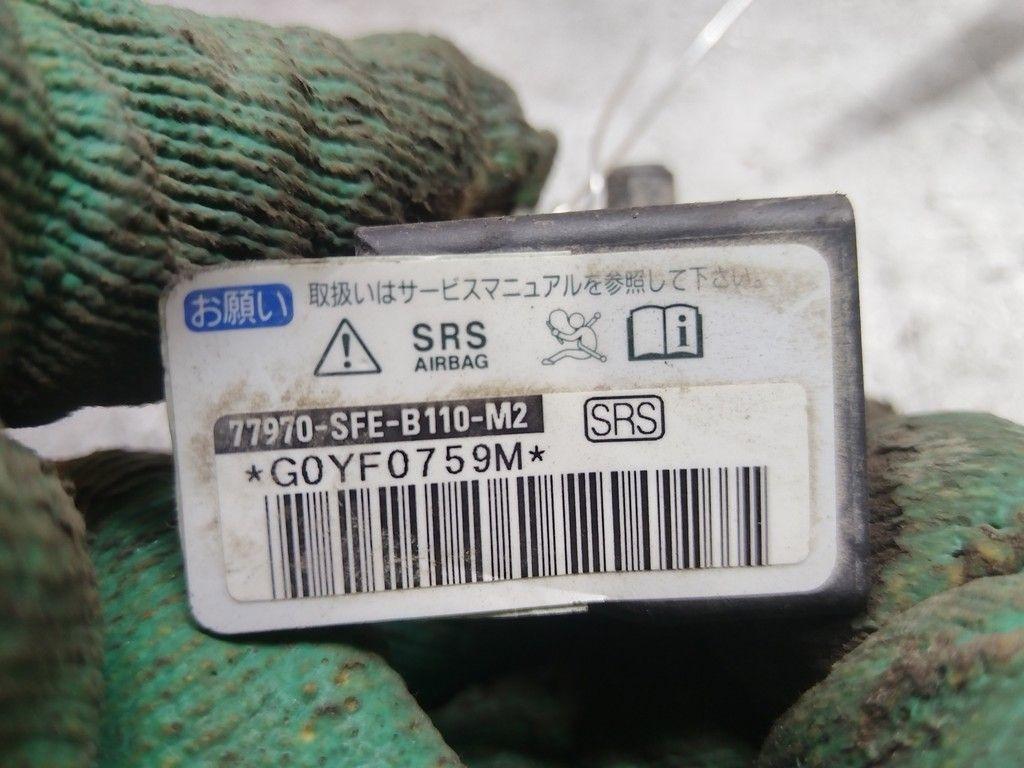 お願い 取扱いはサービスマニュアルを参照して下さい。
SRS
AIRBAG
i
77970-SFE-B110-M2
SRS
*G0YF0759M*